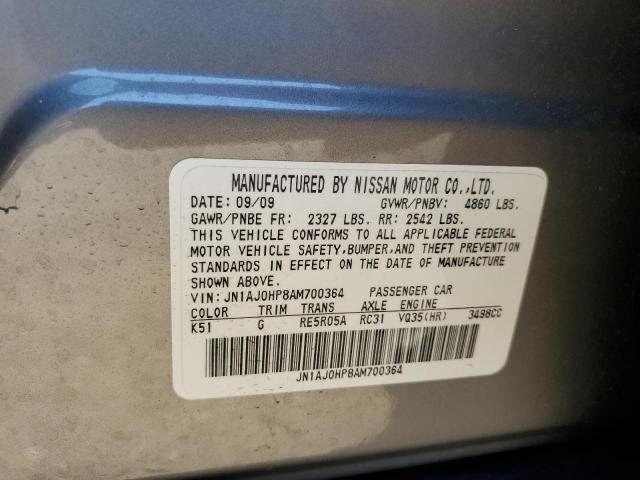 MANUFACTURED BY NISSAN MOTOR CO.,LTD.
DATE: 09/09 GVWR/PNBV: 4860 LBS.
GAWR/PNBE FR: 2327 LBS. RR: 2542 LBS.
THIS VEHICLE CONFORMS TO ALL APPLICABLE FEDERAL
MOTOR VEHICLE SAFETY,BUMPER,AND THEFT PREVENTION
STANDARDS IN EFFECT ON THE DATE OF MANUFACTURE
SHOWN ABOVE.
VIN: JN1AJ0HP8AM700364 PASSENGER CAR
COLOR TRIM TRANS AXLE ENGINE
K51 G RE5R05A RC31 VQ35(HR) 3498CC
JN1AJ0HP8AM700364